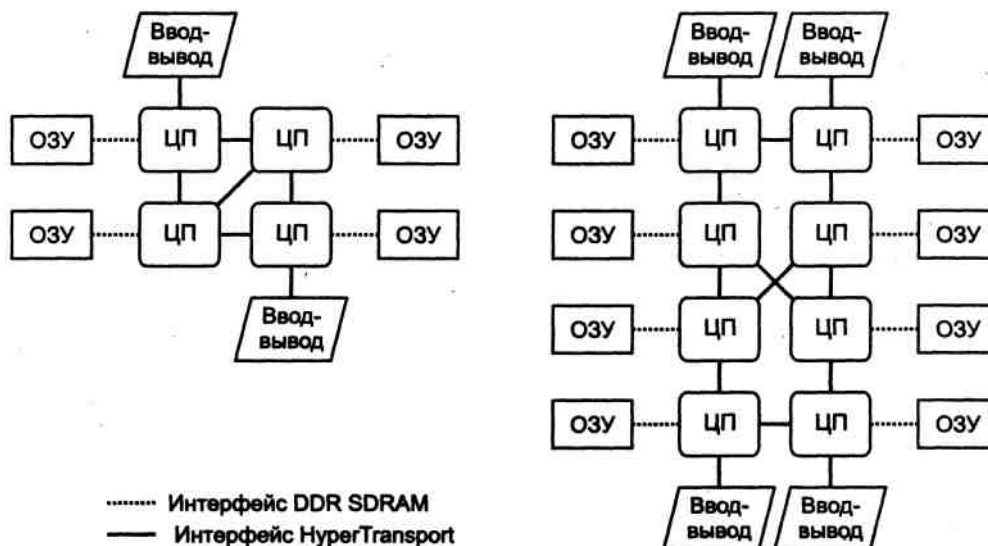 Ввод-
вывод
ОЗУ
ЦП
ЦП
ОЗУ
ОЗУ
ЦП
ЦП
ОЗУ
Ввод-
вывод
Ввод-
вывод
Ввод-
вывод
ОЗУ
ЦП
ЦП
ОЗУ
ОЗУ
ЦП
ЦП
ОЗУ
ОЗУ
ЦП
ЦП
ОЗУ
ОЗУ
ЦП
ЦП
ОЗУ
Ввод-
вывод
Ввод-
вывод
Интерфейс DDR SDRAM
Интерфейс HyperTransport